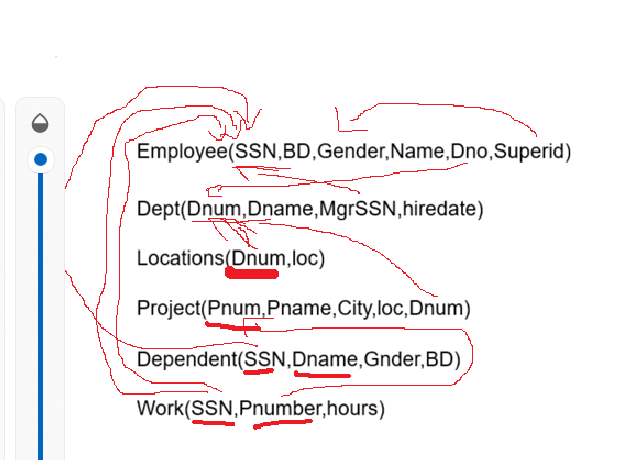 Employee(SSN,BD,Gender,Name,Dno,Superid)
Dept(Dnum,Dname,MgrSSN,hiredate)
Locations(Dnum,loc)
Project(Pnum,Pname,City,loc,Dnum)
Dependent(SSN,Dname,Gnder,BD)
Work(SSN,Pnumber,hours)